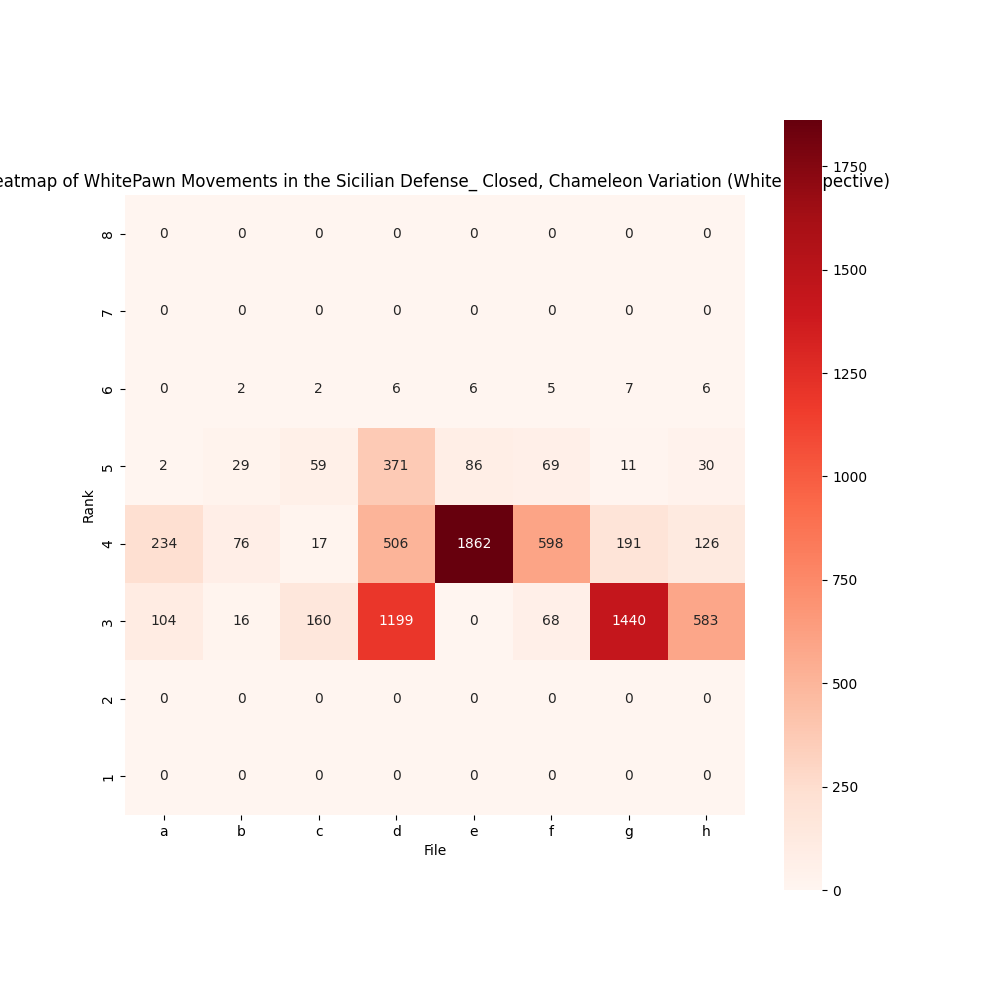 eatmap of WhitePawn Movements in the Sicilian Defense_ Closed, Chameleon Variation (White pective)
8 0 0 0 0 0 0 0 0
7 0 0 0 0 0 0 0 0
6 0 2 2 6 6 5 7 6
5 2 29 59 371 86 69 11 30
4 234 76 17 506 1862 598 191 126
3 104 16 160 1199 0 68 1440 583
2 0 0 0 0 0 0 0 0
1 0 0 0 0 0 0 0 0
a b c d e f g h
File
Rank
1750
1500
1250
1000
750
500
250
0